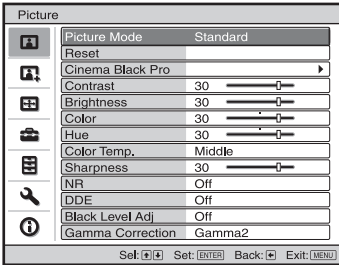 Picture
Picture Mode Standard
Reset
Cinema Black Pro
Contrast 30
Brightness 30
Color 30
Hue 30
Color Temp. Middle
Sharpness 30
NR Off
DDE Off
Black Level Adj Off
Gamma Correction Gamma2
Sel: Set: ENTER Back: Exit: MENU